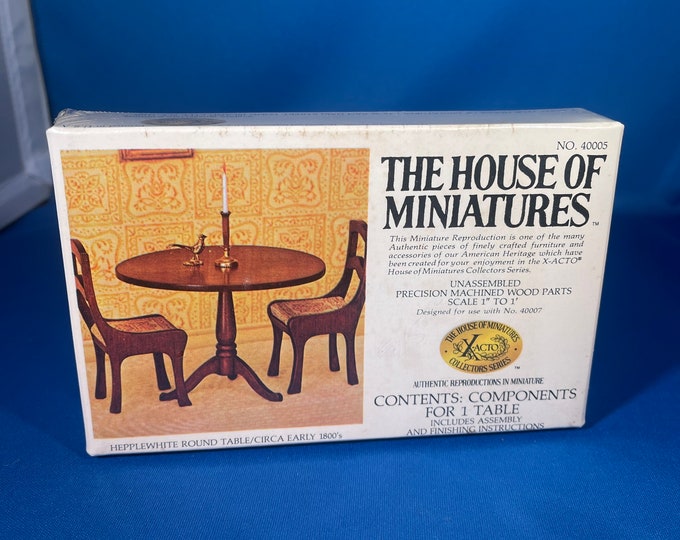 NO. 40005
THE HOUSE OF
MINIATURES™
This Miniature Reproduction is one of the many
Authentic pieces of finely crafted furniture and
accessories of our American Heritage which have
been created for your enjoyment in the X-ACTO®
House of Miniatures Collectors Series.
UNASSEMBLED
PRECISION MACHINED WOOD PARTS
SCALE 1" TO 1'
Designed for use with No. 40007
THE HOUSE OF MINIATURES
X-ACTO
COLLECTORS SERIES™
AUTHENTIC REPRODUCTIONS IN MINIATURE
CONTENTS: COMPONENTS
FOR 1 TABLE
INCLUDES ASSEMBLY
AND FINISHING INSTRUCTIONS
HEPPLEWHITE ROUND TABLE/CIRCA EARLY 1800's